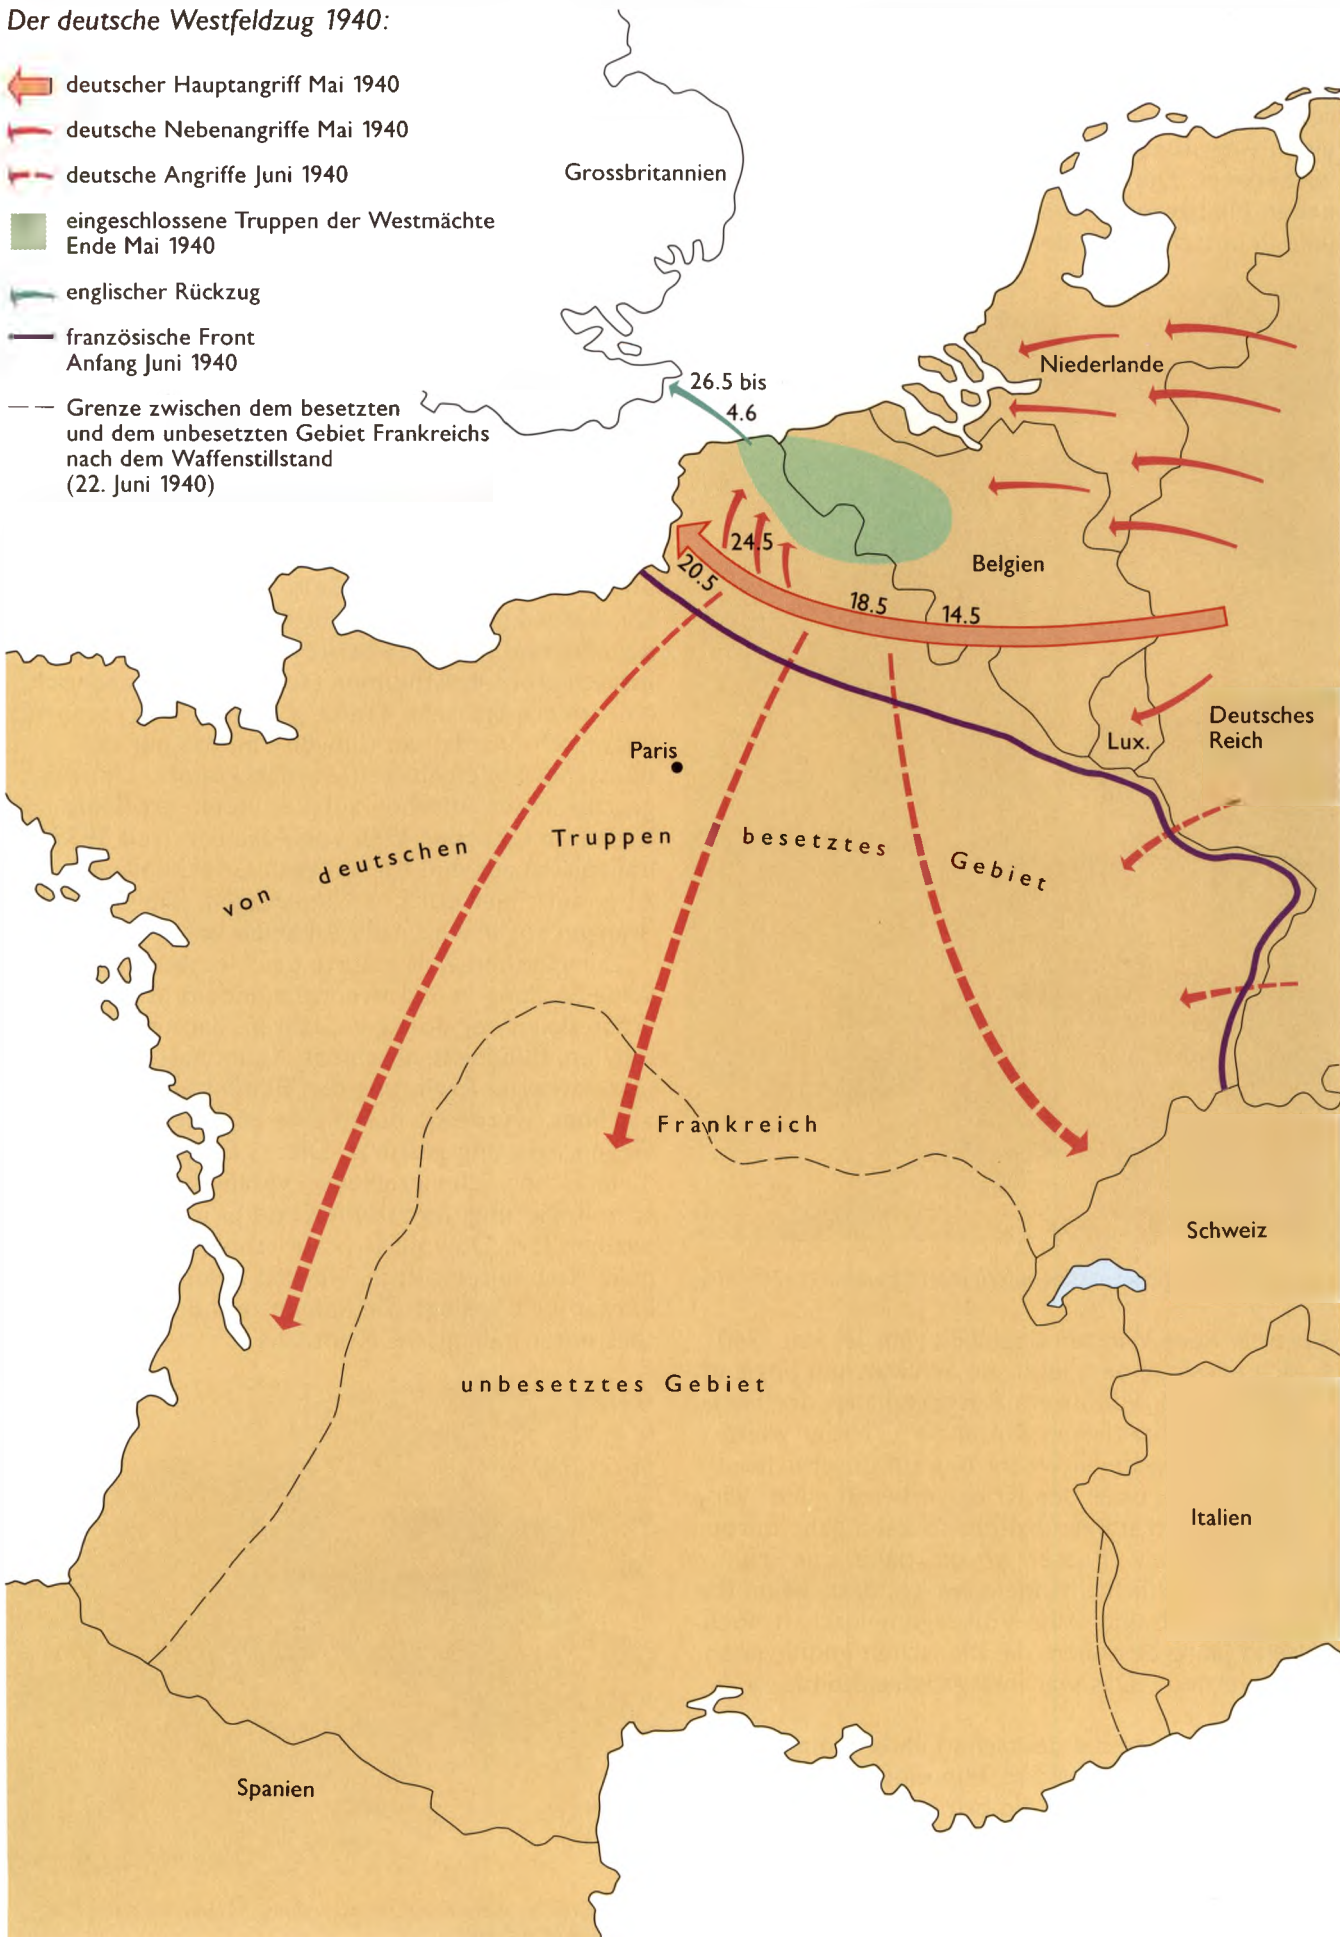 Der deutsche Westfeldzug 1940:
deutscher Hauptangriff Mai 1940
deutsche Nebenangriffe Mai 1940
deutsche Angriffe Juni 1940
eingeschlossene Truppen der Westmächte
Ende Mai 1940
englischer Rückzug
französische Front
Anfang Juni 1940
Grenze zwischen dem besetzten
und dem unbesetzten Gebiet Frankreichs
nach dem Waffenstillstand
(22. Juni 1940)
Grossbritannien
Niederlande
26.5 bis
4.6
24.5
20.5
Belgien
18.5
14.5
Deutsches
Reich
Lux.
Paris
von deutschen Truppen besetztes Gebiet
Frankreich
Schweiz
unbesetztes Gebiet
Italien
Spanien